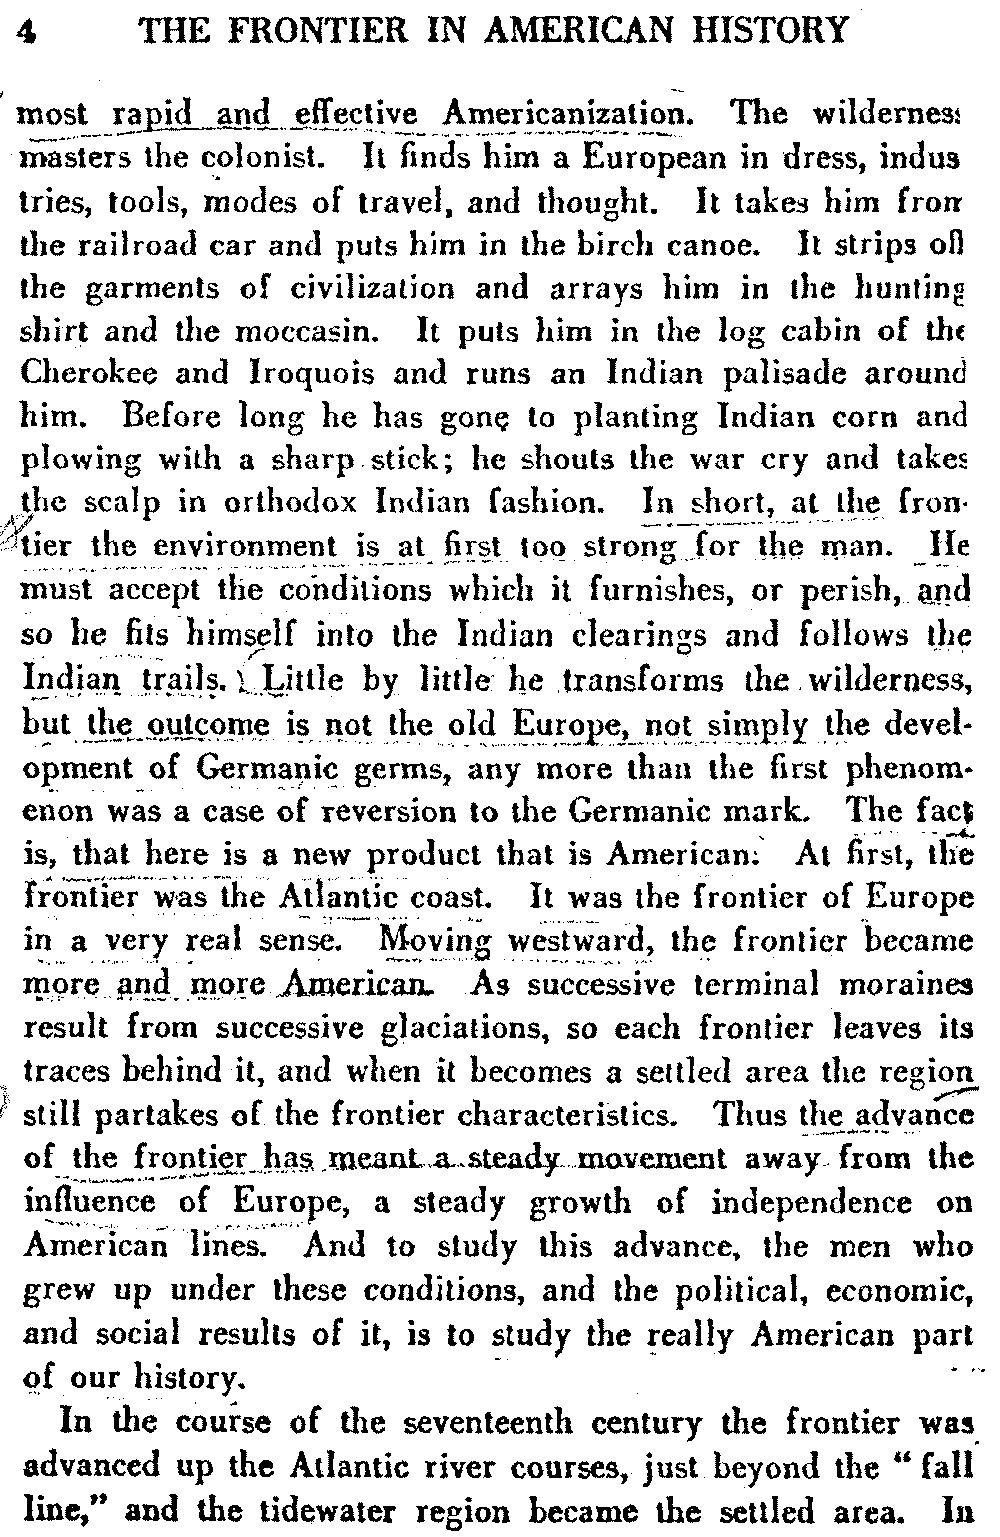 4 THE FRONTIER IN AMERICAN HISTORY
most rapid and effective Americanization. The wilderness
masters the colonist. It finds him a European in dress, indus
tries, tools, modes of travel, and thought. It takes him from
the railroad car and puts him in the birch canoe. It strips off
the garments of civilization and arrays him in the hunting
shirt and the moccasin. It puts him in the log cabin of the
Cherokee and Iroquois and runs an Indian palisade around
him. Before long he has gone to planting Indian corn and
plowing with a sharp stick; he shouts the war cry and takes
the scalp in orthodox Indian fashion. In short, at the fron-
tier the environment is at first too strong for the man. He
must accept the conditions which it furnishes, or perish, and
so he fits himself into the Indian clearings and follows the
Indian trails. Little by little he transforms the wilderness,
but the outcome is not the old Europe, not simply the devel-
opment of Germanic germs, any more than the first phenom-
enon was a case of reversion to the Germanic mark. The fact
is, that here is a new product that is American. At first, the
frontier was the Atlantic coast. It was the frontier of Europe
in a very real sense. Moving westward, the frontier became
more and more American. As successive terminal moraines
result from successive glaciations, so each frontier leaves its
traces behind it, and when it becomes a settled area the region
still partakes of the frontier characteristics. Thus the advance
of the frontier has meant a steady movement away from the
influence of Europe, a steady growth of independence on
American lines. And to study this advance, the men who
grew up under these conditions, and the political, economic,
and social results of it, is to study the really American part
of our history.
In the course of the seventeenth century the frontier was
advanced up the Atlantic river courses, just beyond the "fall
line," and the tidewater region became the settled area. In